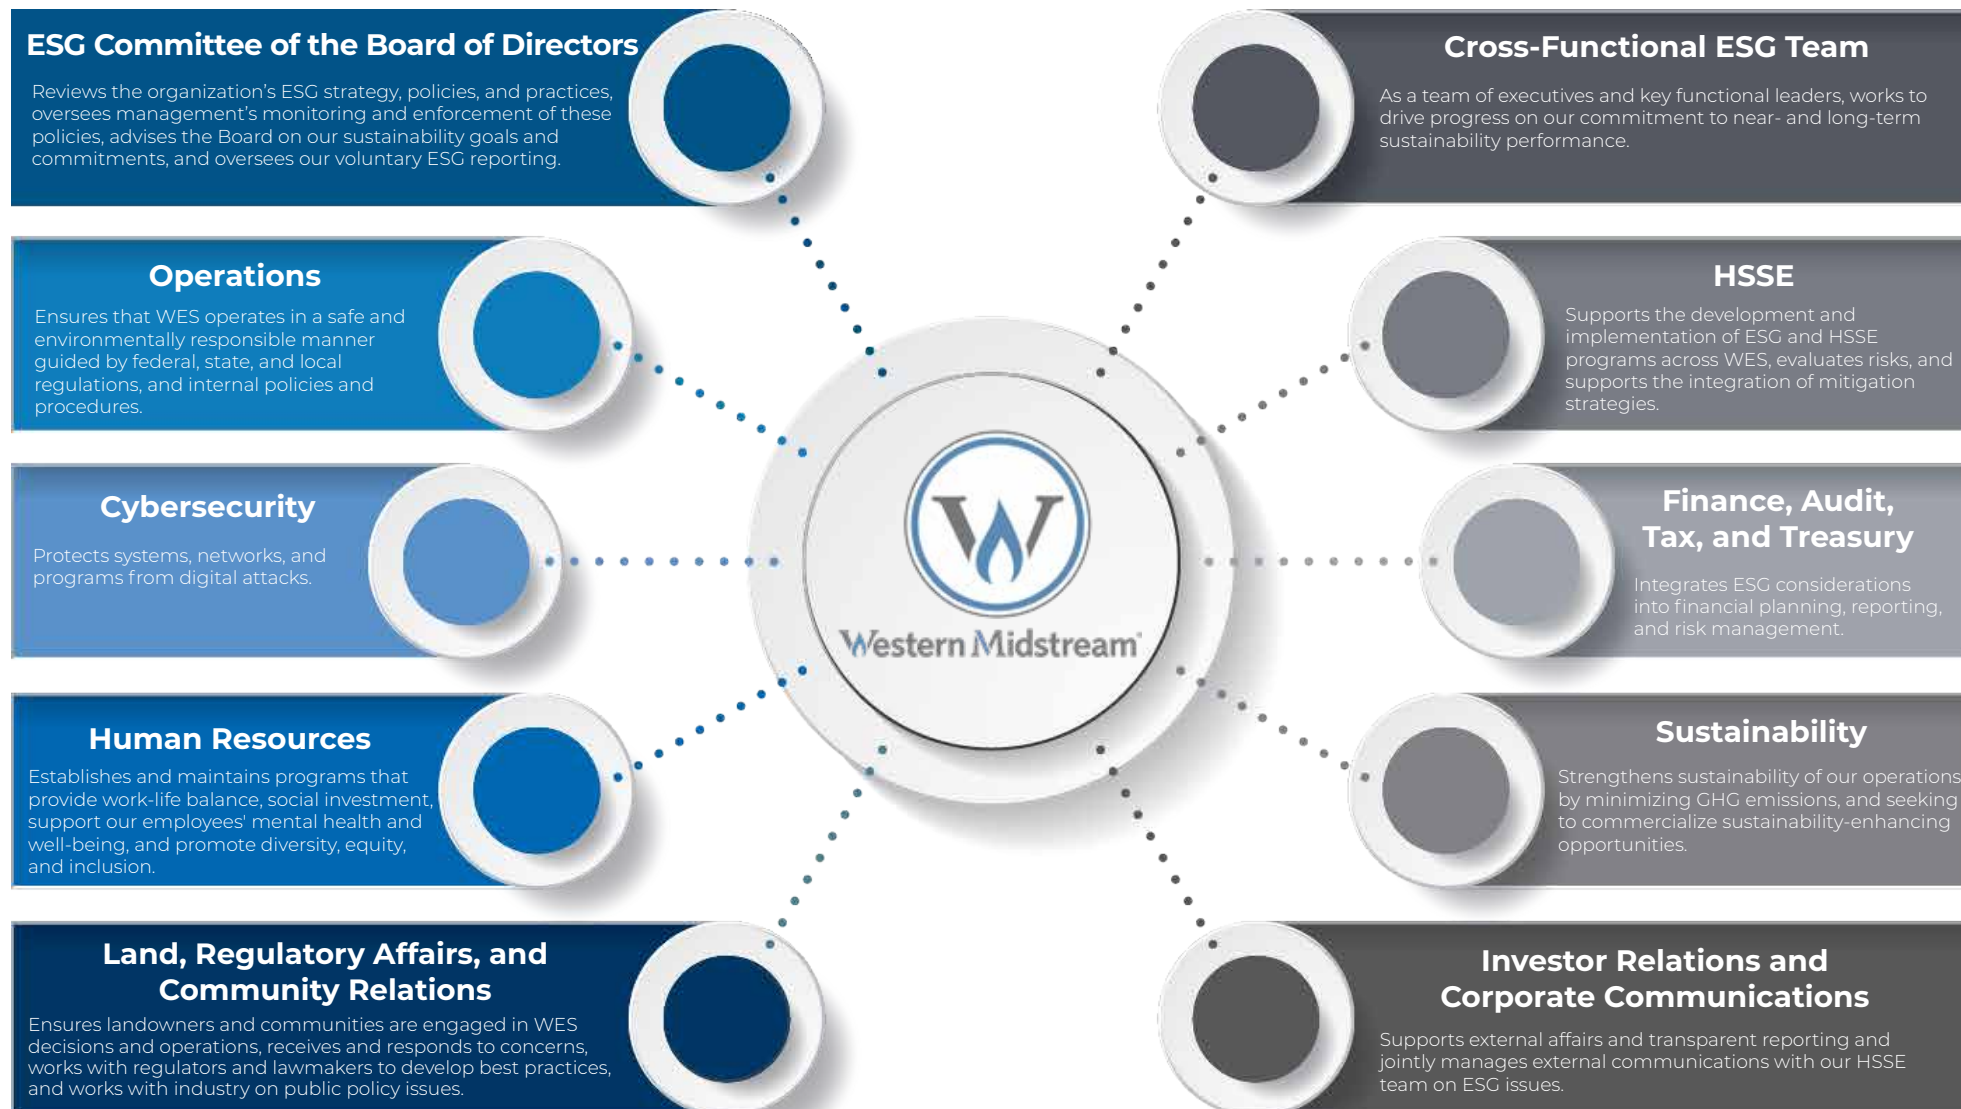 ESG Committee of the Board of Directors
Reviews the organization's ESG strategy, policies, and practices,
oversees management's monitoring and enforcement of these
policies, advises the Board on our sustainability goals and
commitments, and oversees our voluntary ESG reporting.
Operations
Ensures that WES operates in a safe and
environmentally responsible manner
guided by federal, state, and local
regulations, and internal policies and
procedures.
Cybersecurity
Protects systems, networks, and
programs from digital attacks.
Human Resources
Establishes and maintains programs that
provide work-life balance, social investment,
support our employees' mental health and
well-being, and promote diversity, equity,
and inclusion.
Land, Regulatory Affairs, and
Community Relations
Ensures landowners and communities are engaged in WES
decisions and operations, receives and responds to concerns,
works with regulators and lawmakers to develop best practices,
and works with industry on public policy issues.
W
Western Midstream
Cross-Functional ESG Team
As a team of executives and key functional leaders, works to
drive progress on our commitment to near- and long-term
sustainability performance.
HSSE
Supports the development and
implementation of ESG and HSSE
programs across WES, evaluates risks, and
supports the integration of mitigation
strategies.
Finance, Audit,
Tax, and Treasury
Integrates ESG considerations
into financial planning, reporting,
and risk management.
Sustainability
Strengthens sustainability of our operations
by minimizing GHG emissions, and seeking
to commercialize sustainability-enhancing
opportunities.
Investor Relations and
Corporate Communications
Supports external affairs and transparent reporting and
jointly manages external communications with our HSSE
team on ESG issues.